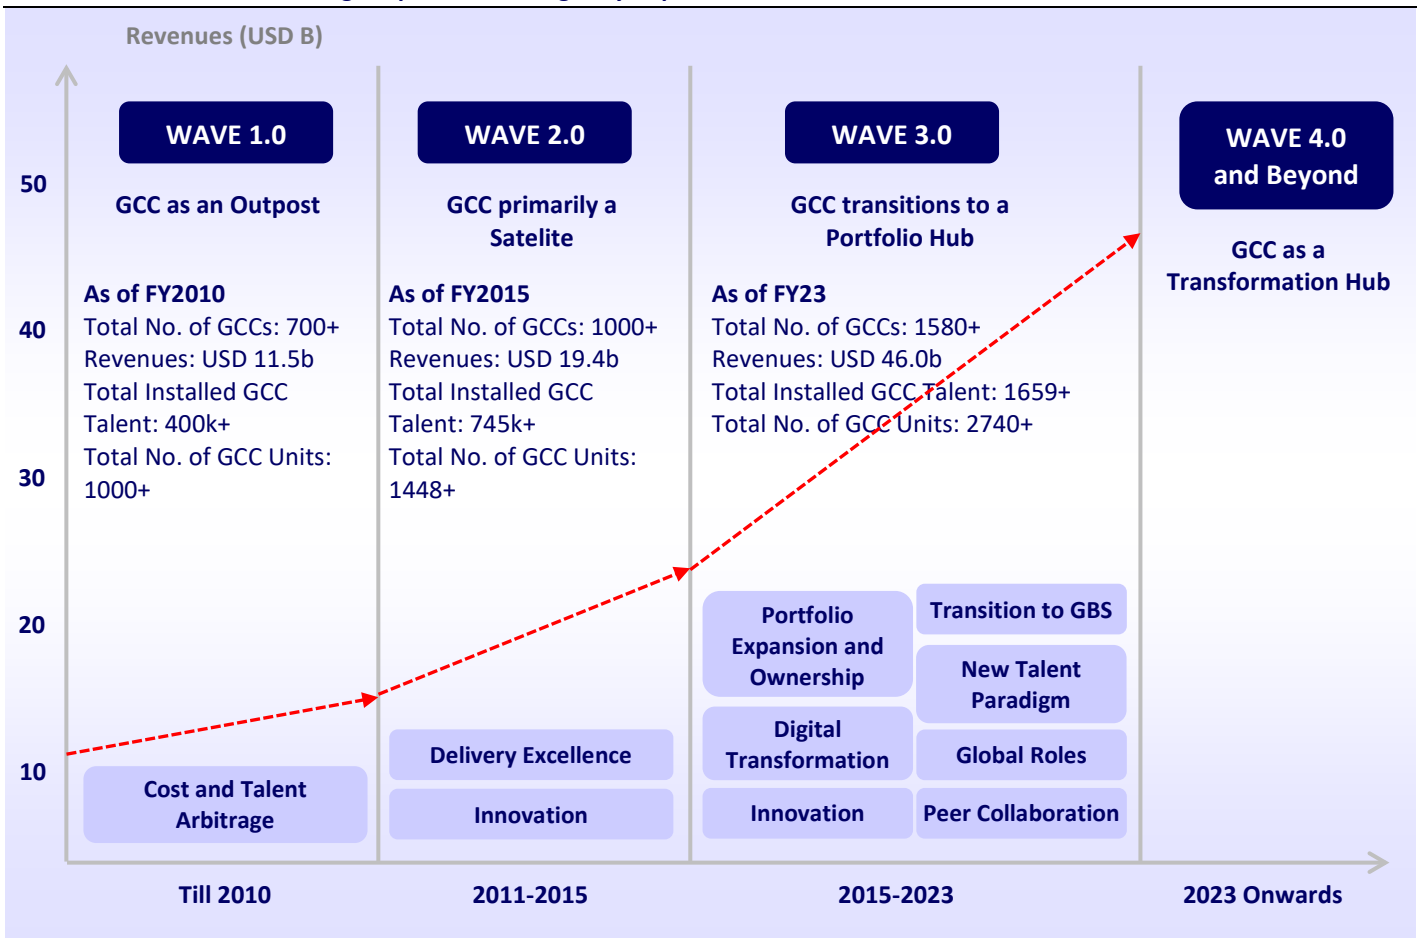 Revenues (USD B)
50
40
30
20
10
WAVE 1.0
GCC as an Outpost
As of FY2010
Total No. of GCCs: 700+
Revenues: USD 11.5b
Total Installed GCC
Talent: 400k+
Total No. of GCC Units:
1000+
Cost and Talent
Arbitrage
Till 2010
WAVE 2.0
GCC primarily a
Satelite
As of FY2015
Total No. of GCCs: 1000+
Revenues: USD 19.4b
Total Installed GCC
Talent: 745k+
Total No. of GCC Units:
1448+
Delivery Excellence
Innovation
2011-2015
WAVE 3.0
GCC transitions to a
Portfolio Hub
As of FY23
Total No. of GCCs: 1580+
Revenues: USD 46.0b
Total Installed GCC Talent: 1659+
Total No. of GCC Units: 2740+
Portfolio
Expansion and
Ownership
Digital
Transformation
Innovation
Transition to GBS
New Talent
Paradigm
Global Roles
Peer Collaboration
2015-2023
WAVE 4.0
and Beyond
GCC as a
Transformation Hub
2023 Onwards